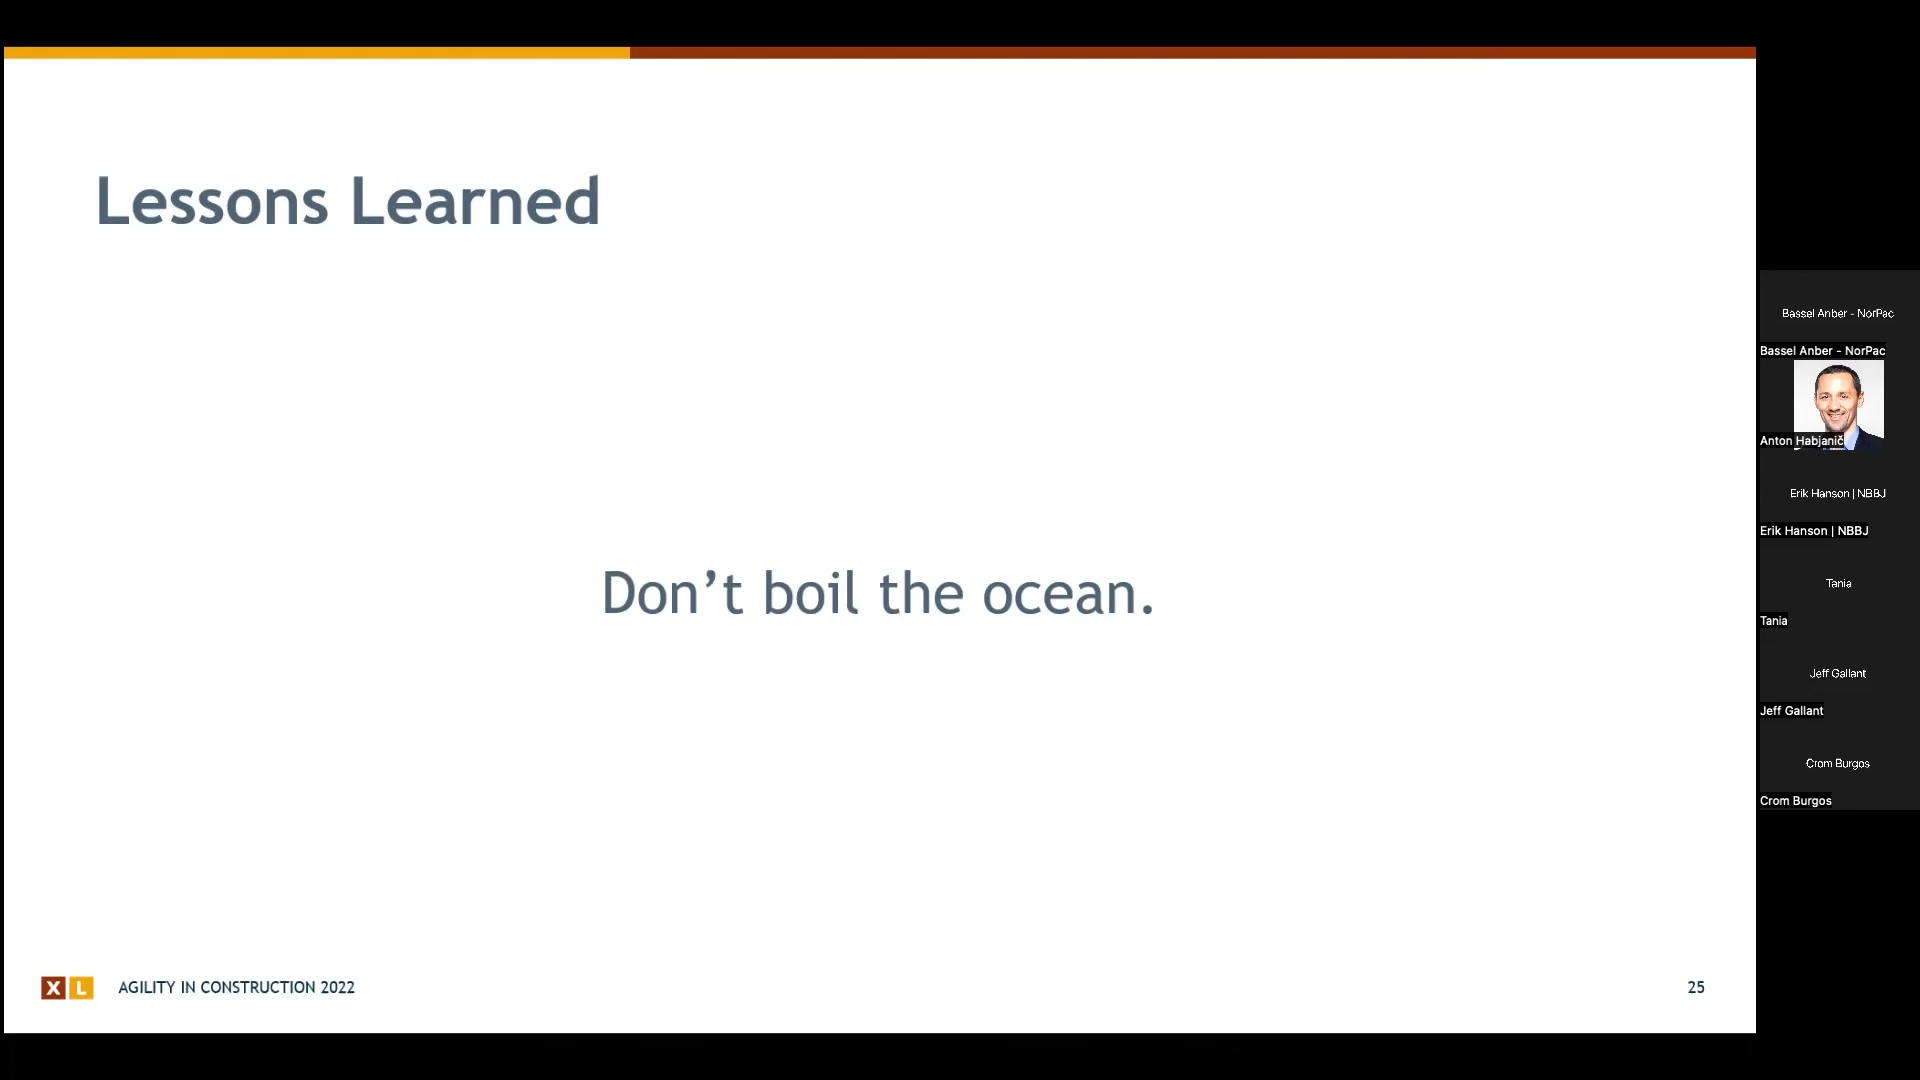 Lessons Learned
Don’t boil the ocean.
X L AGILITY IN CONSTRUCTION 2022
25
Bassel Anber - NorPac
Bassel Anber - NorPac
Anton Habjanič
Erik Hanson | NBBJ
Erik Hanson | NBBJ
Tania
Tania
Jeff Gallant
Jeff Gallant
Crom Burgos
Crom Burgos